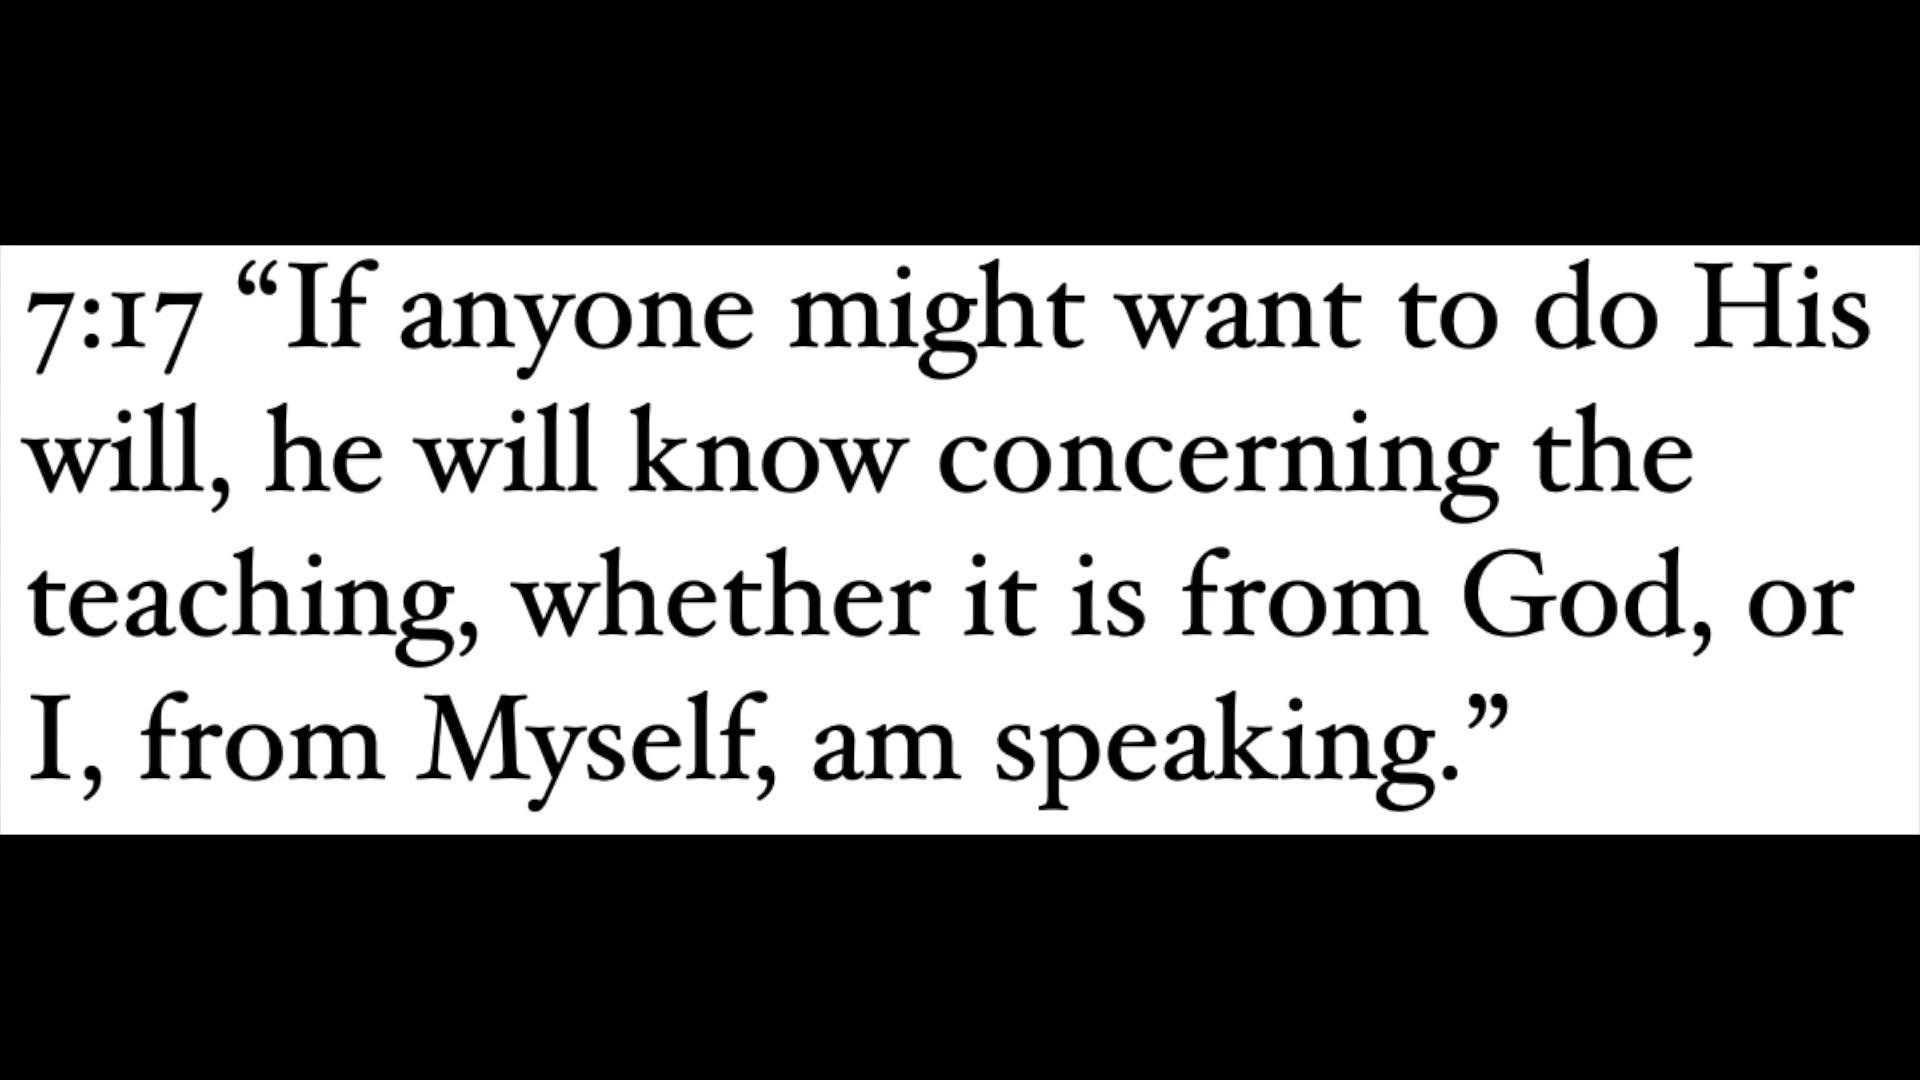 7:17 “If anyone might want to do His
will, he will know concerning the
teaching, whether it is from God, or
I, from Myself, am speaking.”